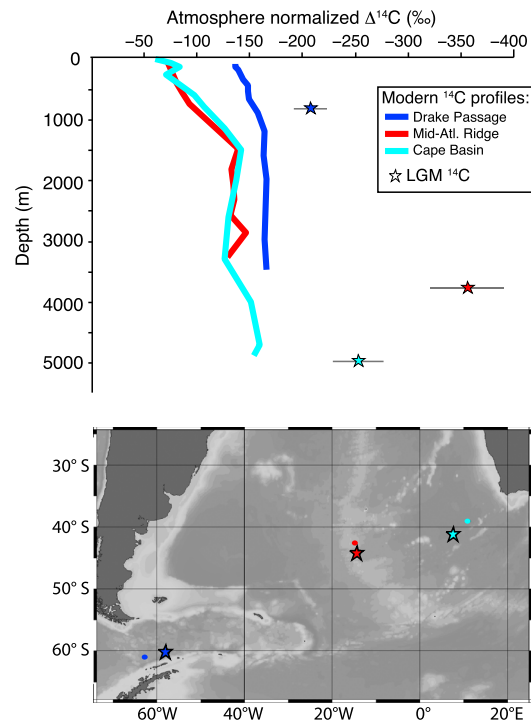 Atmosphere normalized Δ¹⁴C (‰)
−50 −100 −150 −200 −250 −300 −350 −400
0
1000
2000
3000
4000
5000
Depth (m)
Modern ¹⁴C profiles:
Drake Passage
Mid-Atl. Ridge
Cape Basin
LGM ¹⁴C
30° S
40° S
50° S
60° S
60°W 40°W 20°W 0° 20°E